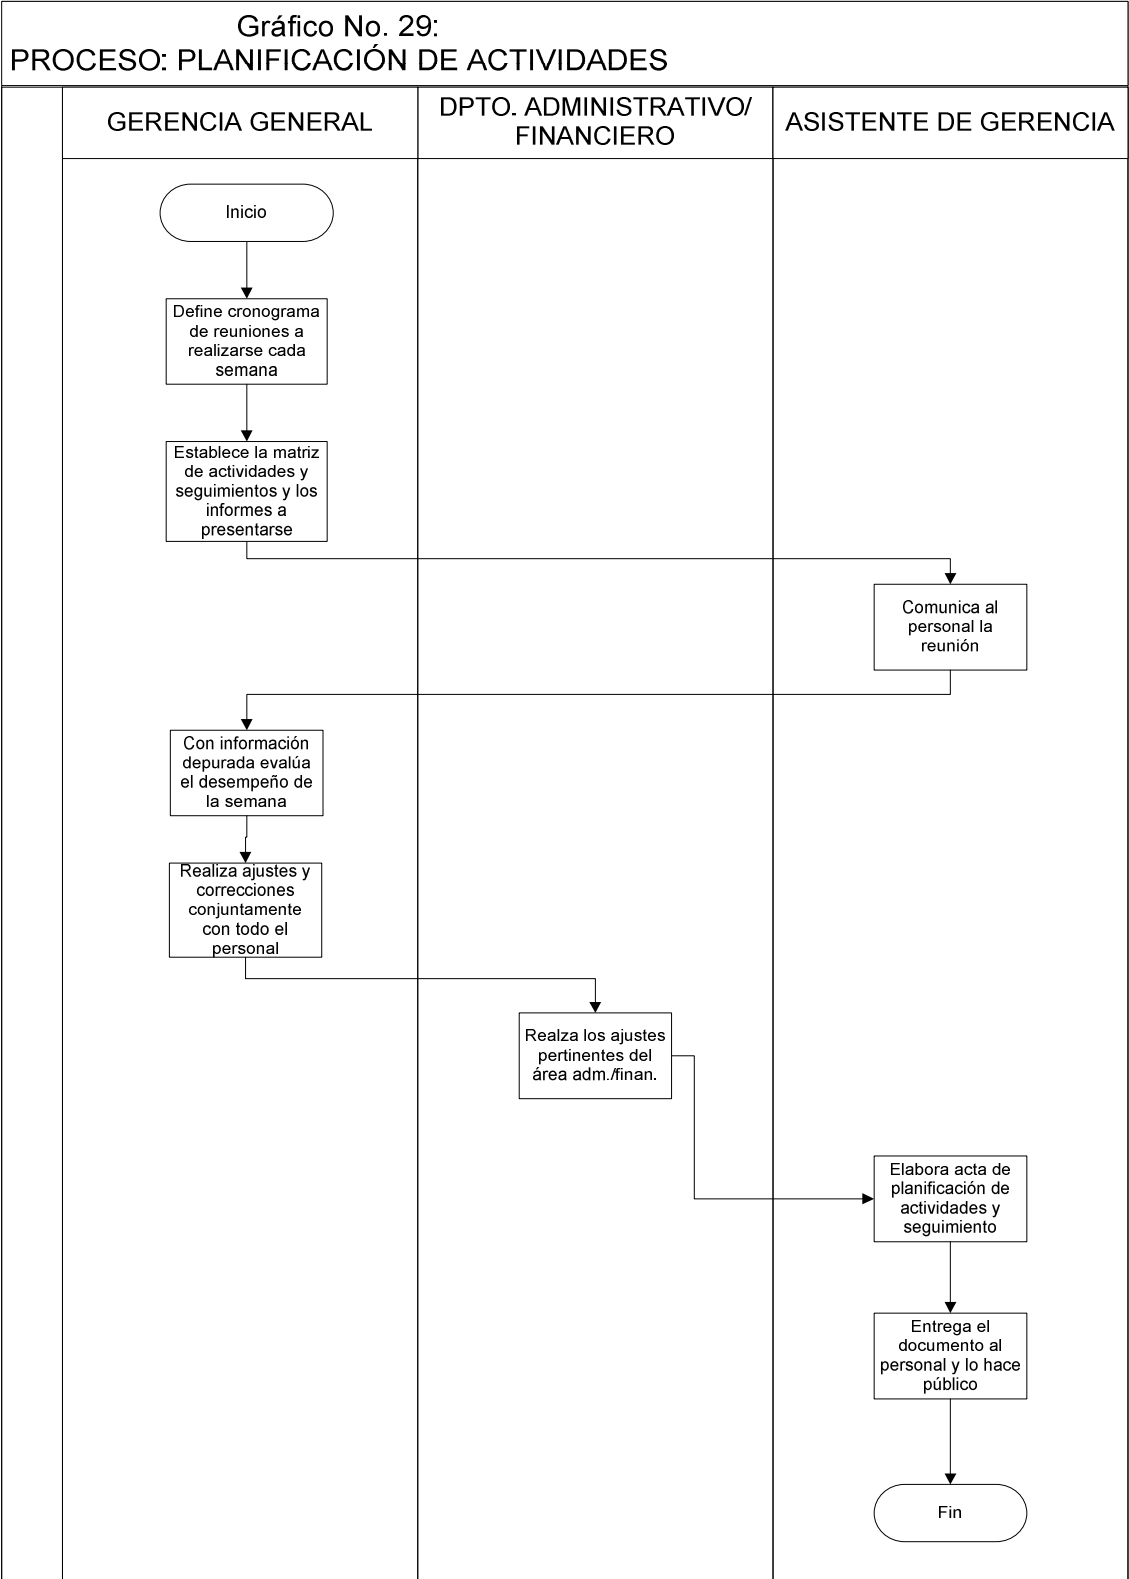 Gráfico No. 29:
PROCESO: PLANIFICACIÓN DE ACTIVIDADES
GERENCIA GENERAL
DPTO. ADMINISTRATIVO/
FINANCIERO
ASISTENTE DE GERENCIA
Inicio
Define cronograma
de reuniones a
realizarse cada
semana
Establece la matriz
de actividades y
seguimientos y los
informes a
presentarse
Comunica al
personal la
reunión
Con información
depurada evalúa
el desempeño de
la semana
Realiza ajustes y
correcciones
conjuntamente
con todo el
personal
Realza los ajustes
pertinentes del
área adm./finan.
Elabora acta de
planificación de
actividades y
seguimiento
Entrega el
documento al
personal y lo hace
público
Fin